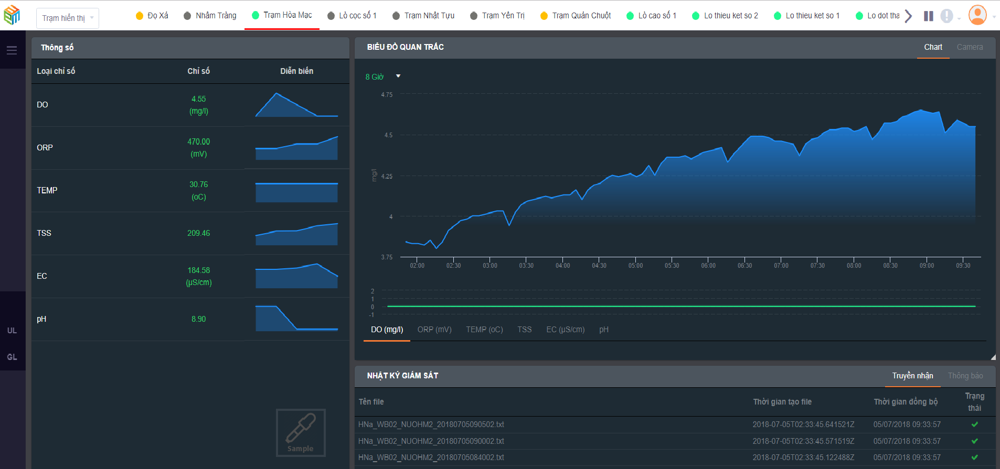 Trạm hiển thị
Đọ Xá
Nhâm Tràng
Trạm Hòa Mạc
Lò cọc số 1
Trạm Nhật Tựu
Trạm Yên Trị
Trạm Quán Chuột
Lò cao số 1
Lo thieu ket so 2
Lo thieu ket so 1
Lo dot tha
Thông số
Loại chỉ số Chỉ số Diễn biến
DO 4.55
(mg/l)
ORP 470.00
(mV)
TEMP 30.76
(oC)
TSS 209.46
EC 184.58
(µS/cm)
pH 8.90
UL
GL
Sample
BIỂU ĐỒ QUAN TRẮC
Chart Camera
8 Giờ
4.75
4.5
4.25
4
3.75
mg/l
02:00 02:30 03:00 03:30 04:00 04:30 05:00 05:30 06:00 06:30 07:00 07:30 08:00 08:30 09:00 09:30
2
1
0
-1
DO (mg/l) ORP (mV) TEMP (oC) TSS EC (µS/cm) pH
NHẬT KÝ GIÁM SÁT
Truyền nhận Thông báo
Tên file Thời gian tạo file Thời gian đồng bộ Trạng
thái
HNa_WB02_NUOHM2_20180705090502.txt 2018-07-05T02:33:45.641521Z 05/07/2018 09:33:57
HNa_WB02_NUOHM2_20180705090002.txt 2018-07-05T02:33:45.571519Z 05/07/2018 09:33:57
HNa_WB02_NUOHM2_20180705084002.txt 2018-07-05T02:33:45.122488Z 05/07/2018 09:33:57